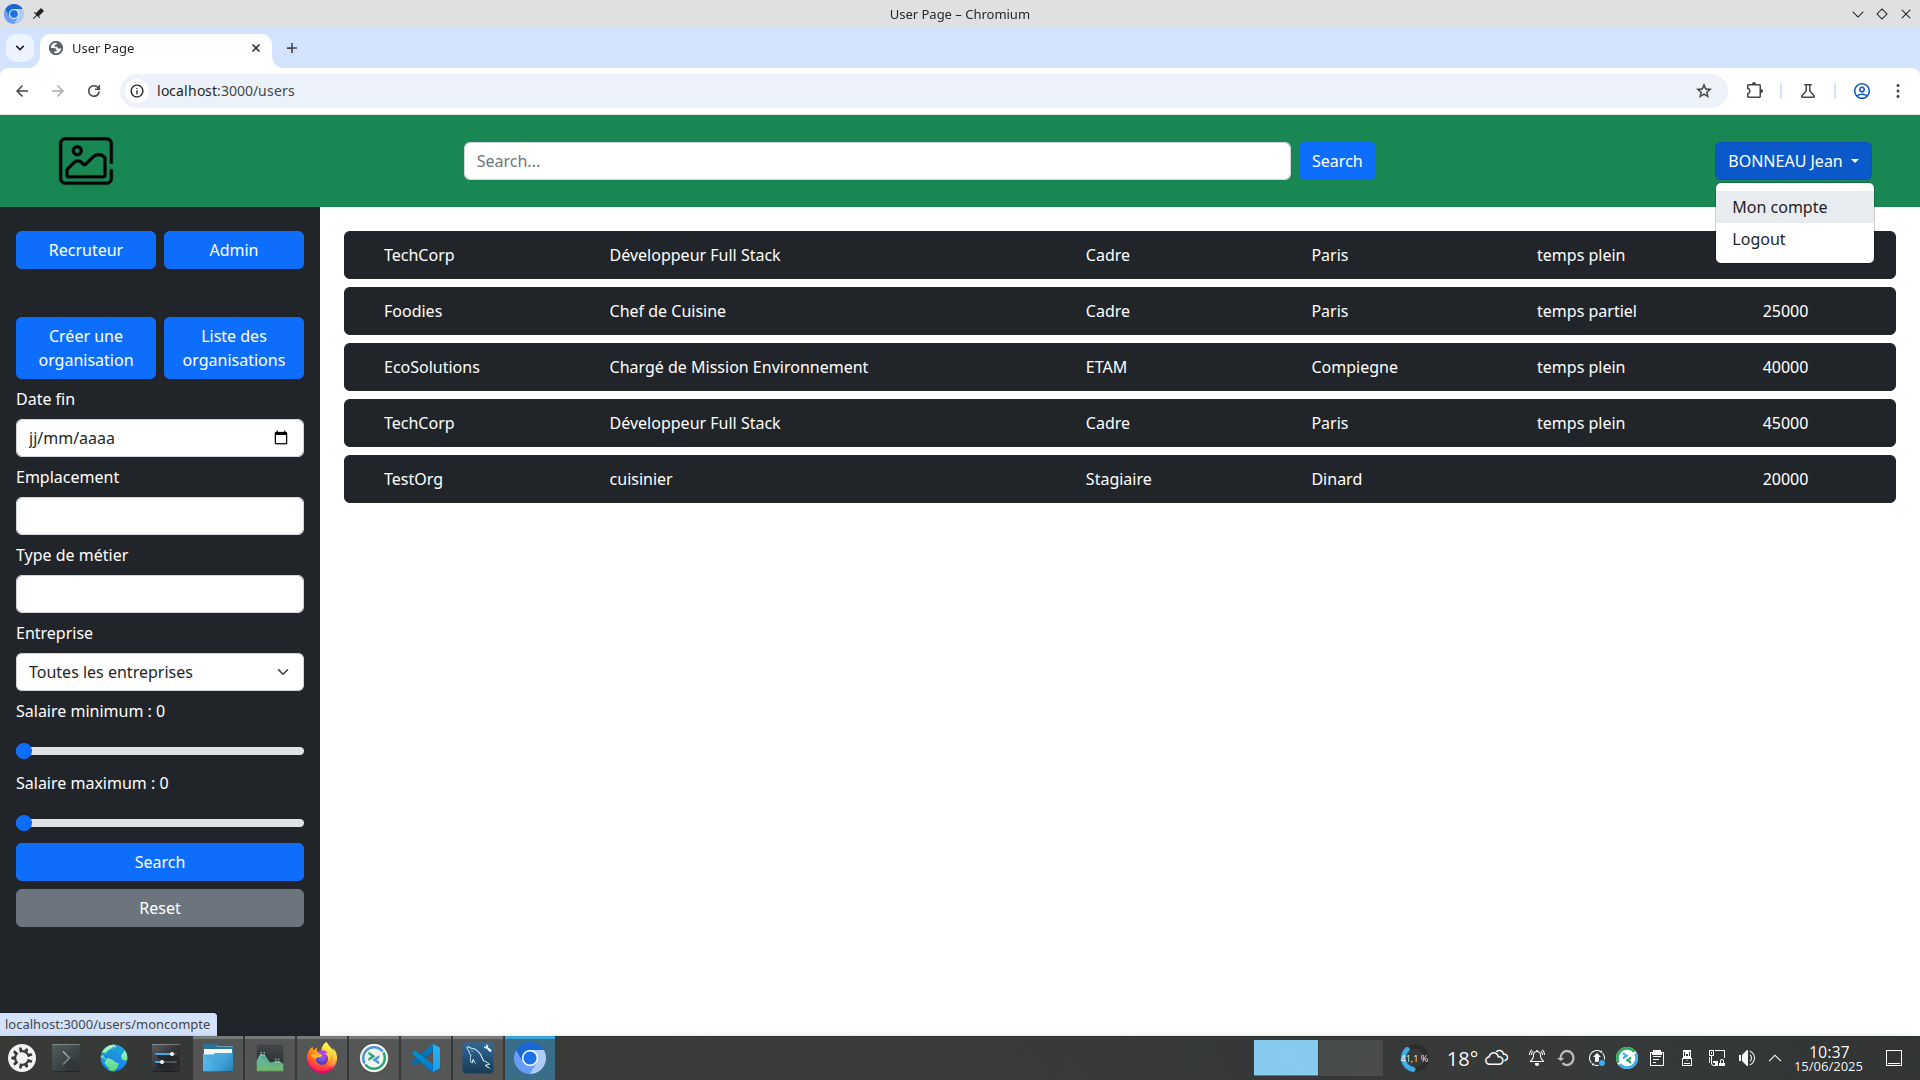 User Page – Chromium
User Page
localhost:3000/users
Search...
Search
BONNEAU Jean
Mon compte
Logout
Recruteur
Admin
Créer une organisation
Liste des organisations
Date fin
jj/mm/aaaa
Emplacement
Type de métier
Entreprise
Toutes les entreprises
Salaire minimum : 0
Salaire maximum : 0
Search
Reset
TechCorp Développeur Full Stack Cadre Paris temps plein
Foodies Chef de Cuisine Cadre Paris temps partiel 25000
EcoSolutions Chargé de Mission Environnement ETAM Compiegne temps plein 40000
TechCorp Développeur Full Stack Cadre Paris temps plein 45000
TestOrg cuisinier Stagiaire Dinard 20000
localhost:3000/users/moncompte
41,1 %
18°
10:37
15/06/2025